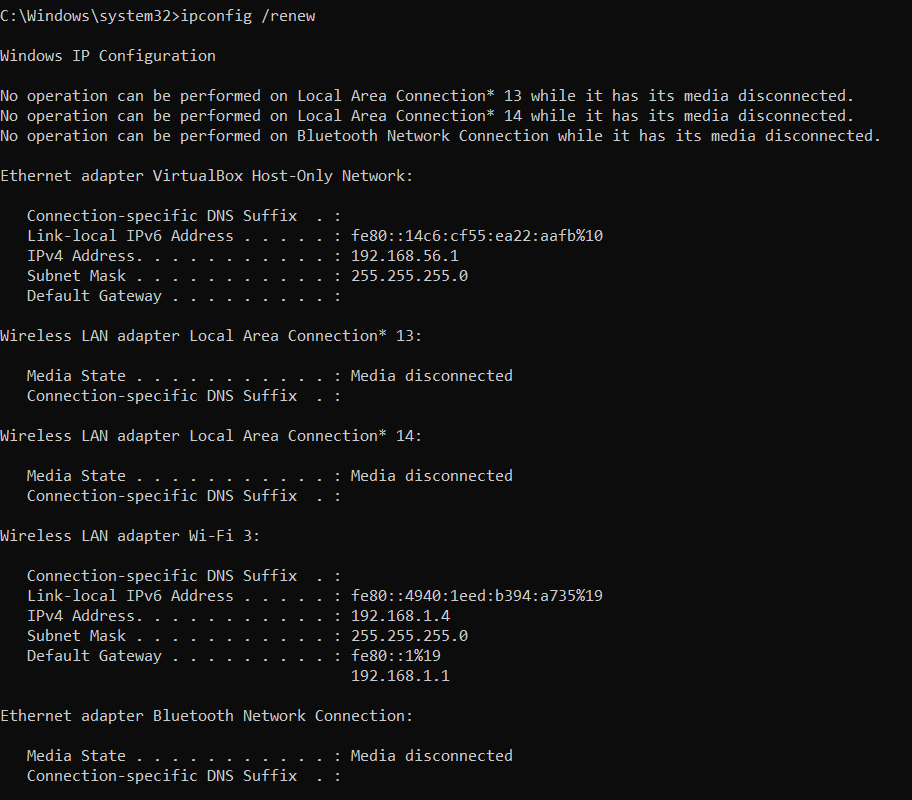 C:\Windows\system32>ipconfig /renew
Windows IP Configuration
No operation can be performed on Local Area Connection* 13 while it has its media disconnected.
No operation can be performed on Local Area Connection* 14 while it has its media disconnected.
No operation can be performed on Bluetooth Network Connection while it has its media disconnected.
Ethernet adapter VirtualBox Host-Only Network:
   Connection-specific DNS Suffix  . :
   Link-local IPv6 Address . . . . . : fe80::14c6:cf55:ea22:aafb%10
   IPv4 Address. . . . . . . . . . . : 192.168.56.1
   Subnet Mask . . . . . . . . . . . : 255.255.255.0
   Default Gateway . . . . . . . . . :
Wireless LAN adapter Local Area Connection* 13:
   Media State . . . . . . . . . . . : Media disconnected
   Connection-specific DNS Suffix  . :
Wireless LAN adapter Local Area Connection* 14:
   Media State . . . . . . . . . . . : Media disconnected
   Connection-specific DNS Suffix  . :
Wireless LAN adapter Wi-Fi 3:
   Connection-specific DNS Suffix  . :
   Link-local IPv6 Address . . . . . : fe80::4940:1eed:b394:a735%19
   IPv4 Address. . . . . . . . . . . : 192.168.1.4
   Subnet Mask . . . . . . . . . . . : 255.255.255.0
   Default Gateway . . . . . . . . . : fe80::1%19
                                       192.168.1.1
Ethernet adapter Bluetooth Network Connection:
   Media State . . . . . . . . . . . : Media disconnected
   Connection-specific DNS Suffix  . :